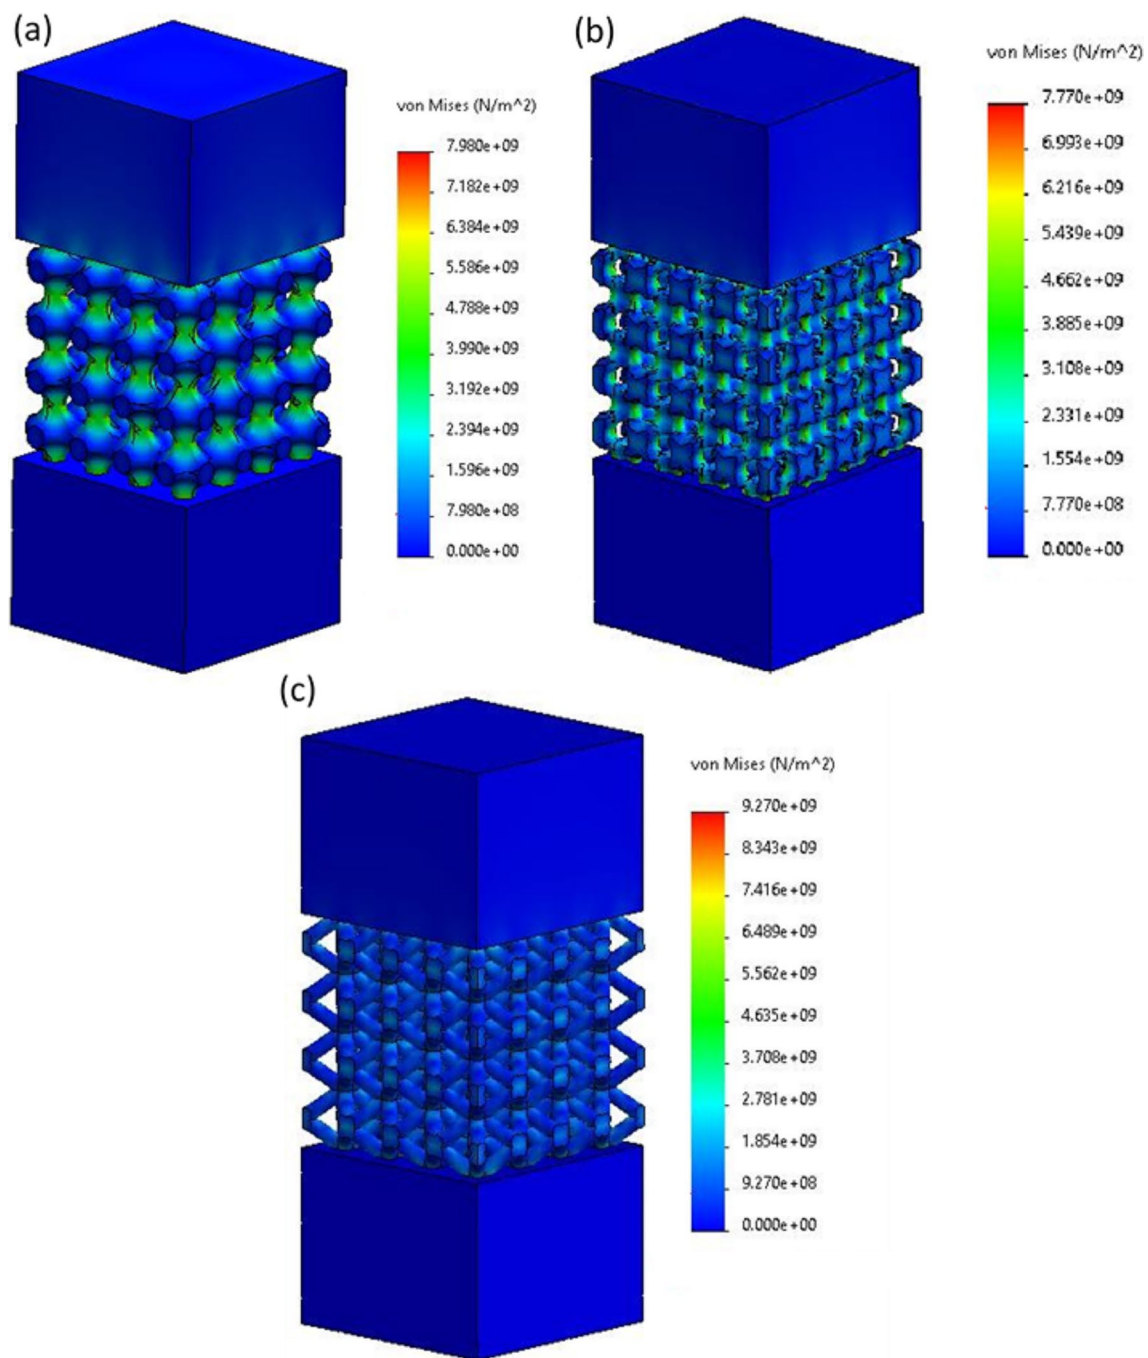 (a)
von Mises (N/m^2)
7.980e+09
7.182e+09
6.384e+09
5.586e+09
4.788e+09
3.990e+09
3.192e+09
2.394e+09
1.596e+09
7.980e+08
0.000e+00
(b)
von Mises (N/m^2)
7.770e+09
6.993e+09
6.216e+09
5.439e+09
4.662e+09
3.885e+09
3.108e+09
2.331e+09
1.554e+09
7.770e+08
0.000e+00
(c)
von Mises (N/m^2)
9.270e+09
8.343e+09
7.416e+09
6.489e+09
5.562e+09
4.635e+09
3.708e+09
2.781e+09
1.854e+09
9.270e+08
0.000e+00